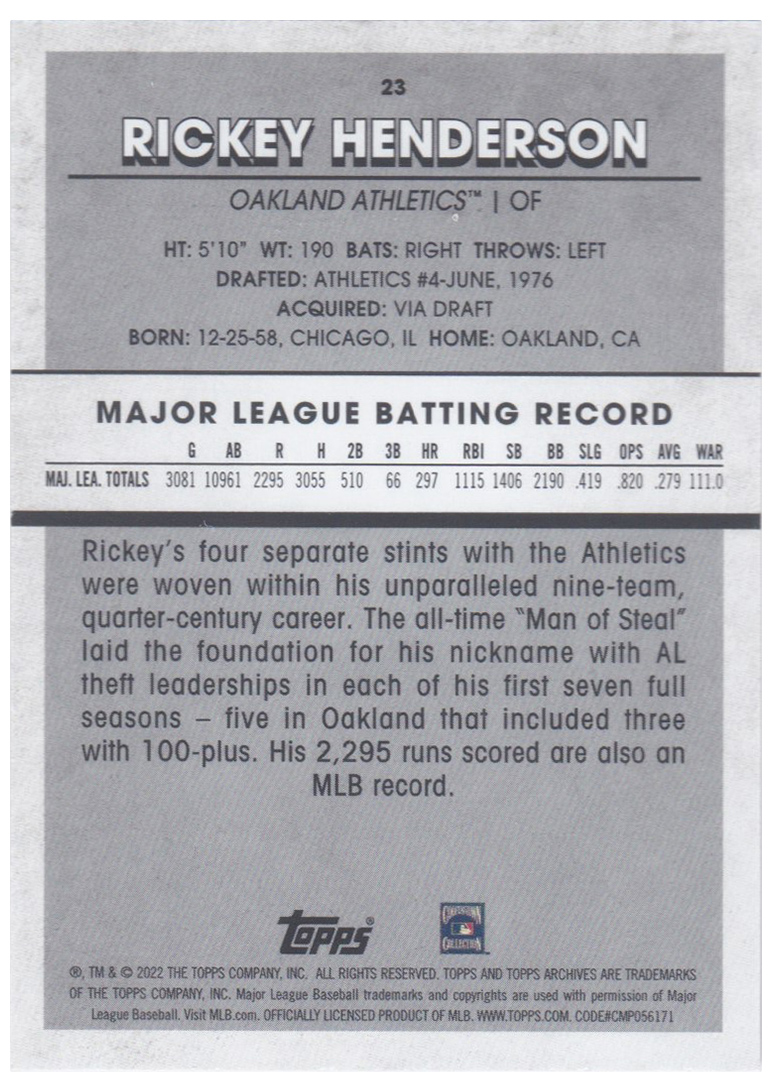 23
RICKEY HENDERSON
OAKLAND ATHLETICS™ | OF
HT: 5'10" WT: 190 BATS: RIGHT THROWS: LEFT
DRAFTED: ATHLETICS #4-JUNE, 1976
ACQUIRED: VIA DRAFT
BORN: 12-25-58, CHICAGO, IL HOME: OAKLAND, CA
MAJOR LEAGUE BATTING RECORD
G AB R H 2B 3B HR RBI SB BB SLG OPS AVG WAR
MAJ. LEA. TOTALS 3081 10961 2295 3055 510 66 297 1115 1406 2190 .419 .820 .279 111.0
Rickey's four separate stints with the Athletics
were woven within his unparalleled nine-team,
quarter-century career. The all-time "Man of Steal"
laid the foundation for his nickname with AL
theft leaderships in each of his first seven full
seasons – five in Oakland that included three
with 100-plus. His 2,295 runs scored are also an
MLB record.
Topps®
COOPERSTOWN
COLLECTION
®, TM & © 2022 THE TOPPS COMPANY, INC. ALL RIGHTS RESERVED. TOPPS AND TOPPS ARCHIVES ARE TRADEMARKS
OF THE TOPPS COMPANY, INC. Major League Baseball trademarks and copyrights are used with permission of Major
League Baseball. Visit MLB.com. OFFICIALLY LICENSED PRODUCT OF MLB. WWW.TOPPS.COM. CODE#CMP056171